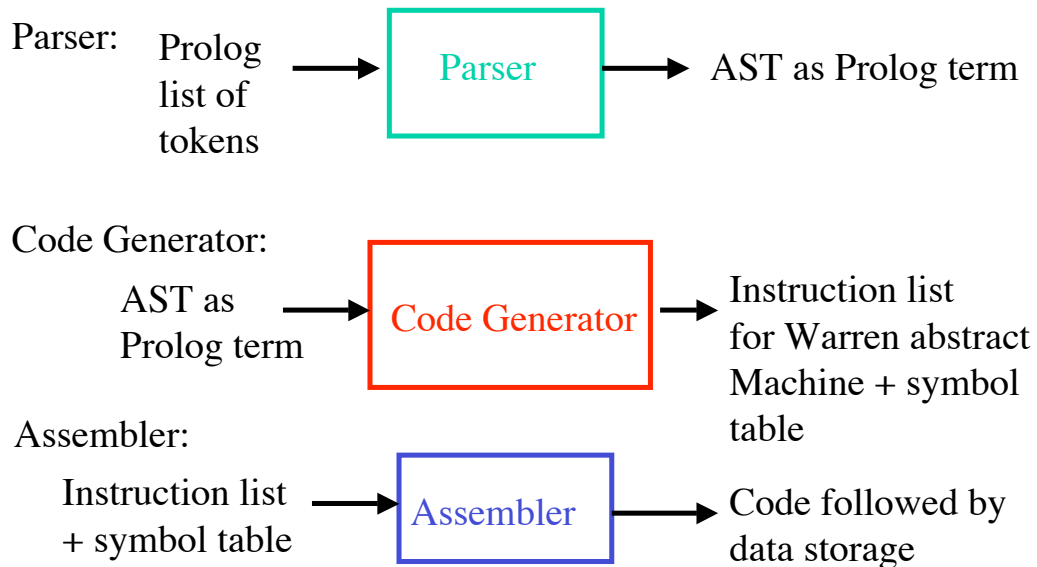 Parser:
Prolog
list of
tokens
Parser
AST as Prolog term
Code Generator:
AST as
Prolog term
Code Generator
Instruction list
for Warren abstract
Machine + symbol
table
Assembler:
Instruction list
+ symbol table
Assembler
Code followed by
data storage